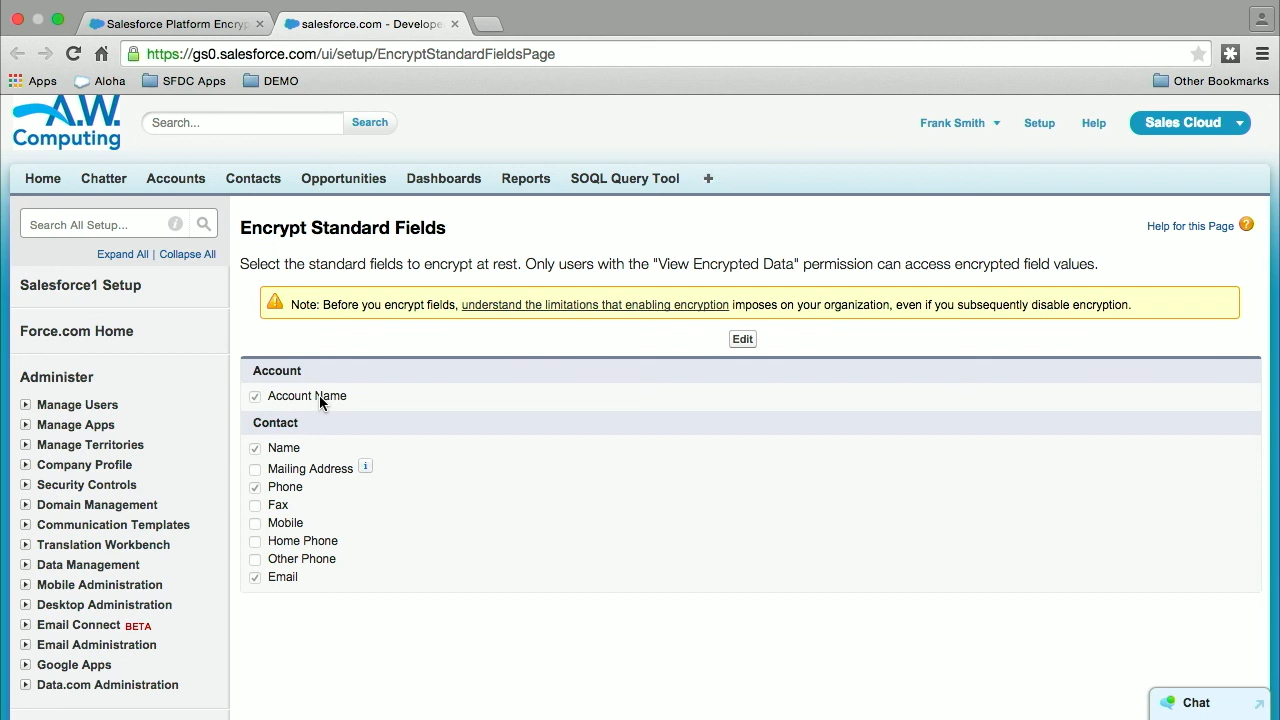 Salesforce Platform Encryp
salesforce.com - Develope
https://gs0.salesforce.com/ui/setup/EncryptStandardFieldsPage
Apps Aloha SFDC Apps DEMO Other Bookmarks
A.W. Computing
Search... Search
Frank Smith Setup Help Sales Cloud
Home Chatter Accounts Contacts Opportunities Dashboards Reports SOQL Query Tool +
Search All Setup...
Expand All | Collapse All
Salesforce1 Setup
Force.com Home
Administer
Manage Users
Manage Apps
Manage Territories
Company Profile
Security Controls
Domain Management
Communication Templates
Translation Workbench
Data Management
Mobile Administration
Desktop Administration
Email Connect BETA
Email Administration
Google Apps
Data.com Administration
Encrypt Standard Fields
Help for this Page ?
Select the standard fields to encrypt at rest. Only users with the "View Encrypted Data" permission can access encrypted field values.
Note: Before you encrypt fields, understand the limitations that enabling encryption imposes on your organization, even if you subsequently disable encryption.
Edit
Account
Account Name
Contact
Name
Mailing Address i
Phone
Fax
Mobile
Home Phone
Other Phone
Email
Chat